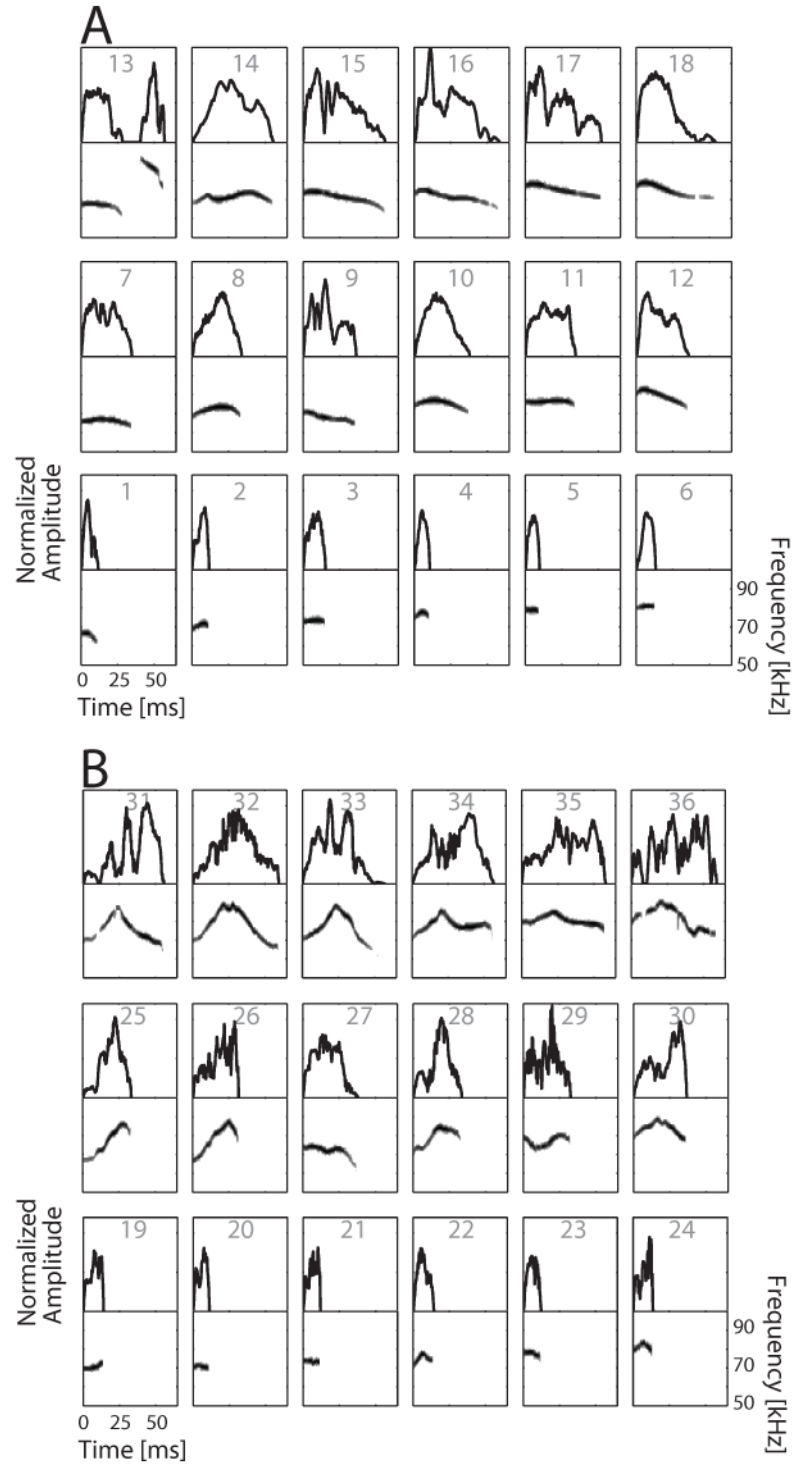 A
13 14 15 16 17 18
7 8 9 10 11 12
Normalized
Amplitude
1 2 3 4 5 6
Frequency [kHz]
90
70
50
0 25 50
Time [ms]
B
31 32 33 34 35 36
25 26 27 28 29 30
Normalized
Amplitude
19 20 21 22 23 24
Frequency [kHz]
90
70
50
0 25 50
Time [ms]